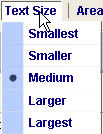 Text Size Area
Smallest
Smaller
Medium
Larger
Largest